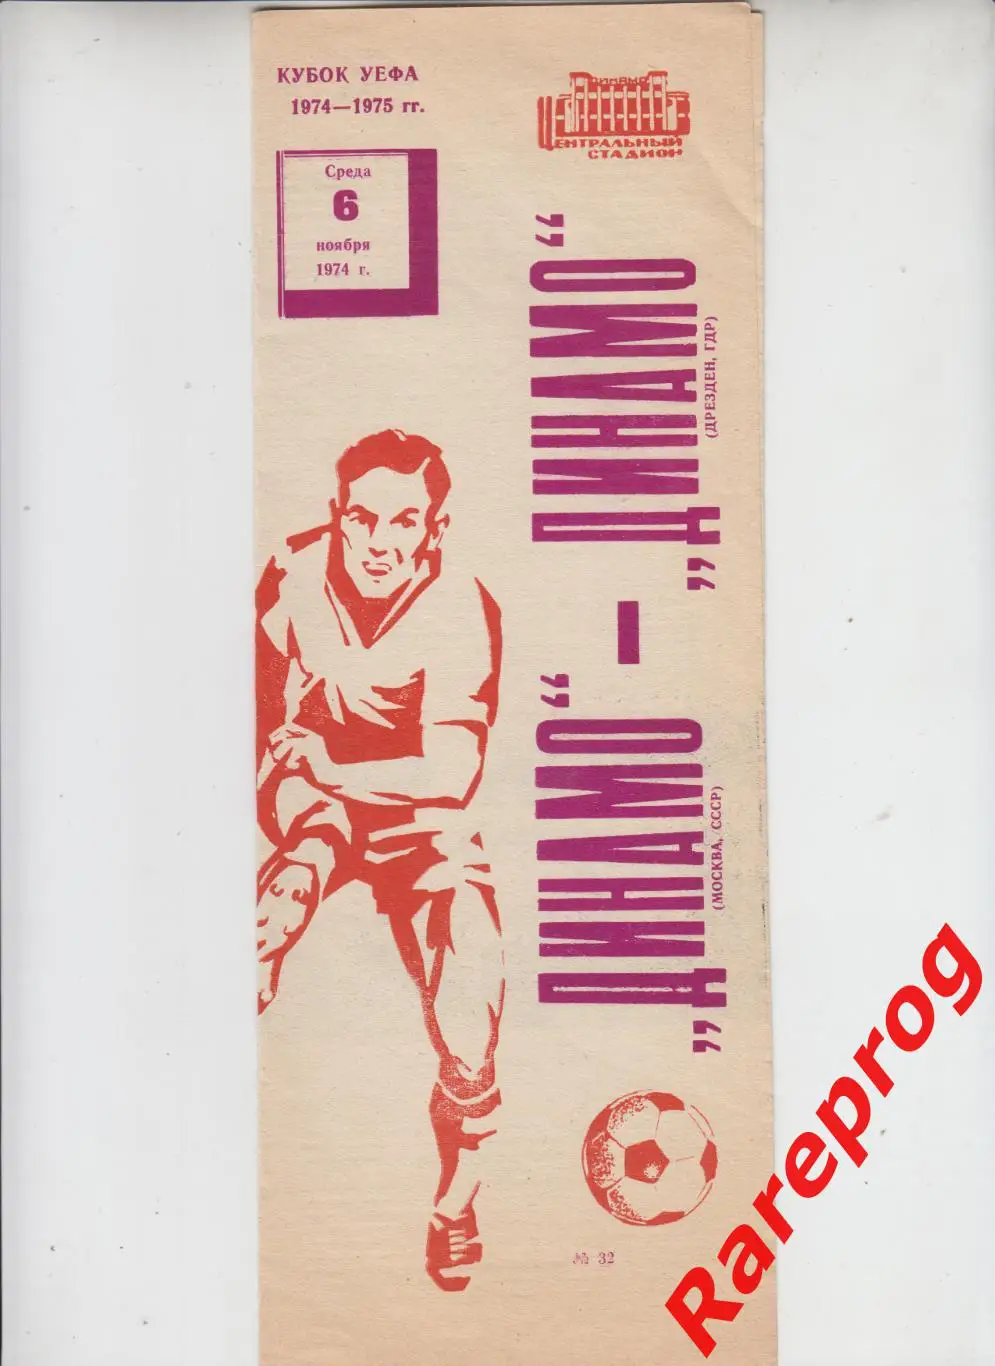 КУБОК УЕФА
1974—1975 гг.
ДИНАМО
ЦЕНТРАЛЬНЫЙ
СТАДИОН
Среда
6
ноября
1974 г.
„ДИНАМО“ — „ДИНАМО“
(МОСКВА, СССР)
(ДРЕЗДЕН, ГДР)
№ 32
Rareprog